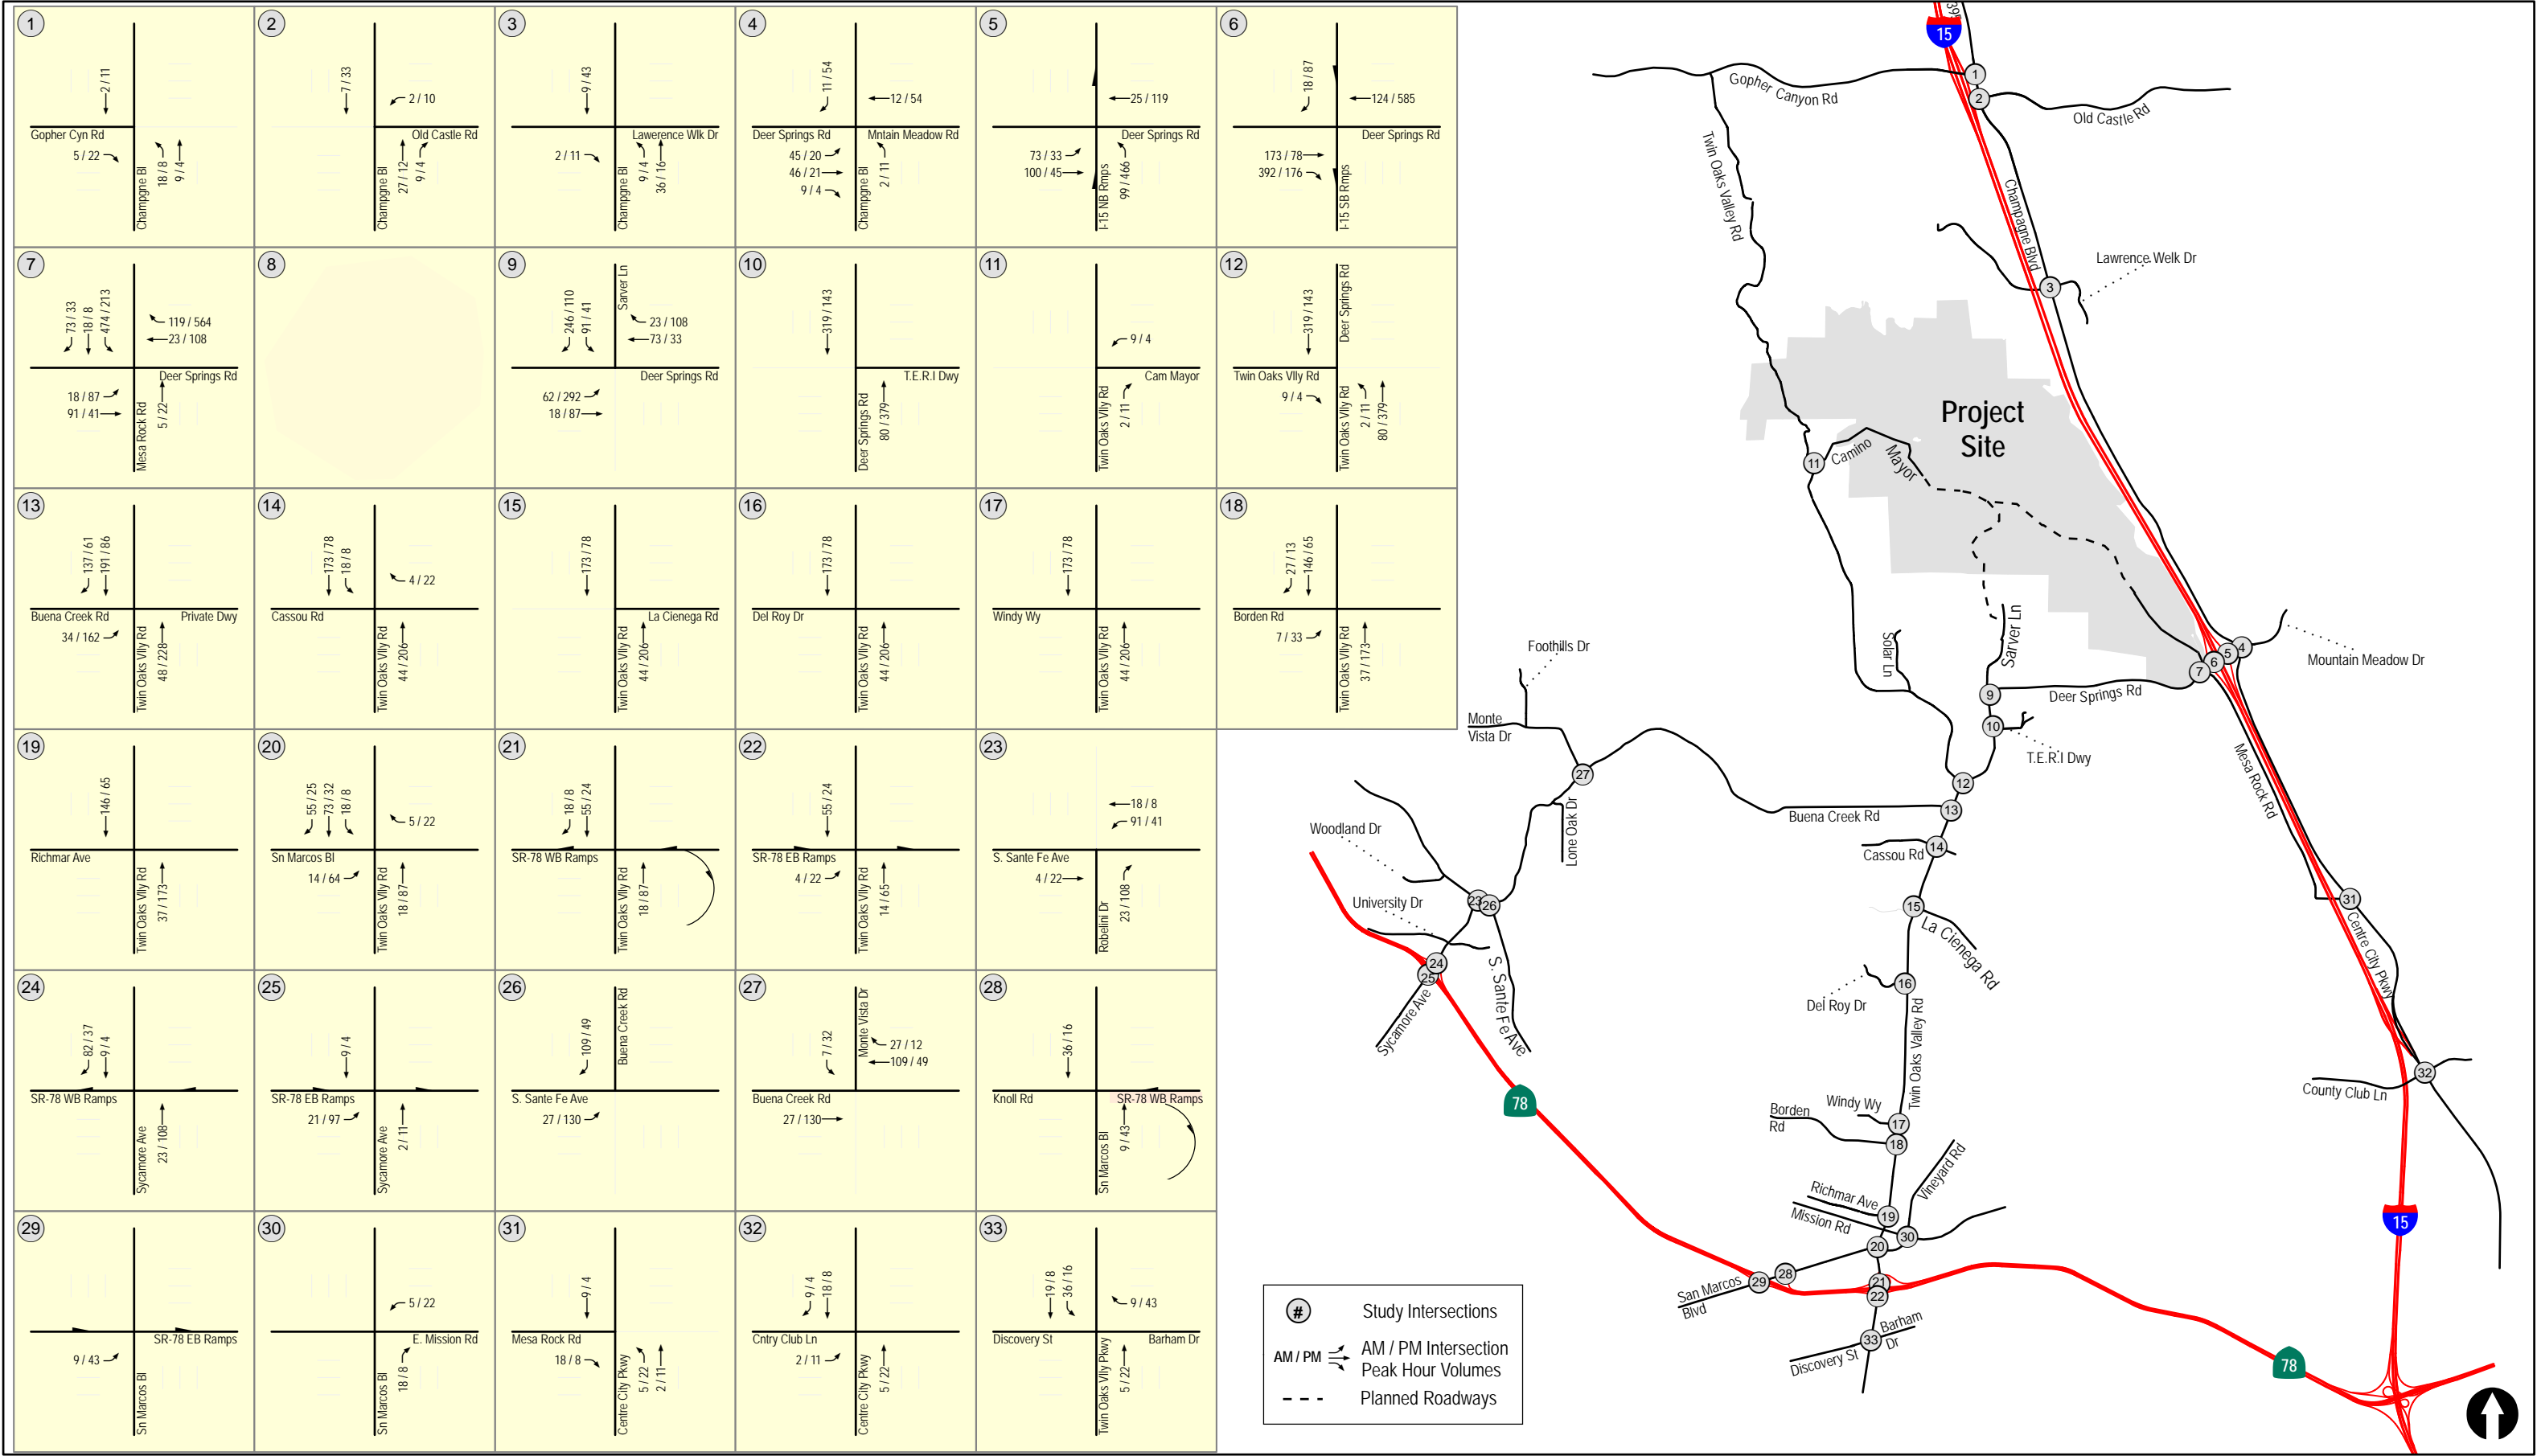 1
2 / 11
Gopher Cyn Rd
5 / 22
Champgne Bl
18 / 8
9 / 4
2
7 / 33
2 / 10
Old Castle Rd
Champgne Bl
27 / 12
9 / 4
3
9 / 43
Lawerence Wlk Dr
2 / 11
Champgne Bl
9 / 4
36 / 16
4
11 / 54
12 / 54
Deer Springs Rd
Mntain Meadow Rd
45 / 20
46 / 21
9 / 4
Champgne Bl
2 / 11
5
25 / 119
Deer Springs Rd
73 / 33
100 / 45
I-15 NB Rmps
99 / 466
6
18 / 87
124 / 585
Deer Springs Rd
173 / 78
392 / 176
I-15 SB Rmps
7
73 / 33
18 / 8
474 / 213
119 / 564
23 / 108
Deer Springs Rd
18 / 87
91 / 41
Mesa Rock Rd
5 / 22
8
9
246 / 110
91 / 41
Sarver Ln
23 / 108
73 / 33
Deer Springs Rd
62 / 292
18 / 87
10
319 / 143
T.E.R.I Dwy
Deer Springs Rd
80 / 379
11
9 / 4
Cam Mayor
Twin Oaks Vlly Rd
2 / 11
12
319 / 143
Deer Springs Rd
Twin Oaks Vlly Rd
9 / 4
Twin Oaks Vlly Rd
2 / 11
80 / 379
13
137 / 61
191 / 86
Buena Creek Rd
Private Dwy
34 / 162
Twin Oaks Vlly Rd
48 / 228
14
173 / 78
18 / 8
4 / 22
Cassou Rd
Twin Oaks Vlly Rd
44 / 206
15
173 / 78
La Cienega Rd
Twin Oaks Vlly Rd
44 / 206
16
173 / 78
Del Roy Dr
Twin Oaks Vlly Rd
44 / 206
17
173 / 78
Windy Wy
Twin Oaks Vlly Rd
44 / 206
18
27 / 13
146 / 65
Borden Rd
7 / 33
Twin Oaks Vlly Rd
37 / 173
19
146 / 65
Richmar Ave
Twin Oaks Vlly Rd
37 / 173
20
55 / 25
73 / 32
18 / 8
5 / 22
Sn Marcos Bl
14 / 64
Twin Oaks Vlly Rd
18 / 87
21
18 / 8
55 / 24
SR-78 WB Ramps
Twin Oaks Vlly Rd
18 / 87
22
55 / 24
SR-78 EB Ramps
4 / 22
Twin Oaks Vlly Rd
14 / 65
23
18 / 8
91 / 41
S. Sante Fe Ave
4 / 22
Robelini Dr
23 / 108
24
82 / 37
9 / 4
SR-78 WB Ramps
Sycamore Ave
23 / 108
25
9 / 4
SR-78 EB Ramps
21 / 97
Sycamore Ave
2 / 11
26
109 / 49
Buena Creek Rd
S. Sante Fe Ave
27 / 130
27
7 / 32
Monte Vista Dr
27 / 12
109 / 49
Buena Creek Rd
27 / 130
28
36 / 16
Knoll Rd
SR-78 WB Ramps
Sn Marcos Bl
9 / 43
29
SR-78 EB Ramps
9 / 43
Sn Marcos Bl
30
5 / 22
E. Mission Rd
Sn Marcos Bl
18 / 8
31
9 / 4
Mesa Rock Rd
18 / 8
Centre City Pkwy
5 / 22
2 / 11
32
9 / 4
18 / 8
Cntry Club Ln
2 / 11
Centre City Pkwy
5 / 22
33
19 / 8
36 / 16
9 / 43
Discovery St
Barham Dr
Twin Oaks Vlly Pkwy
5 / 22
15
1
Gopher Canyon Rd
2
Old Castle Rd
Twin Oaks Valley Rd
Champagne Blvd
Lawrence Welk Dr
3
Project
Site
11
Camino
Mayor
Solar Ln
Sarver Ln
4
5
6
7
Mountain Meadow Dr
Foothills Dr
9
Deer Springs Rd
Monte
Vista Dr
10
T.E.R.I Dwy
27
12
Mesa Rock Rd
13
Buena Creek Rd
Lone Oak Dr
Woodland Dr
14
Cassou Rd
University Dr
23
26
15
La Cienega Rd
31
Centre City Pkwy
24
25
S. Sante Fe Ave
Sycamore Ave
16
Del Roy Dr
Twin Oaks Valley Rd
32
County Club Ln
78
Borden
Rd
Windy Wy
17
18
Vineyard Rd
Richmar Ave
19
Mission Rd
30
20
15
28
29
21
22
San Marcos
Blvd
33
Barham
Dr
Discovery St
78
#
Study Intersections
AM / PM
AM / PM Intersection
Peak Hour Volumes
Planned Roadways